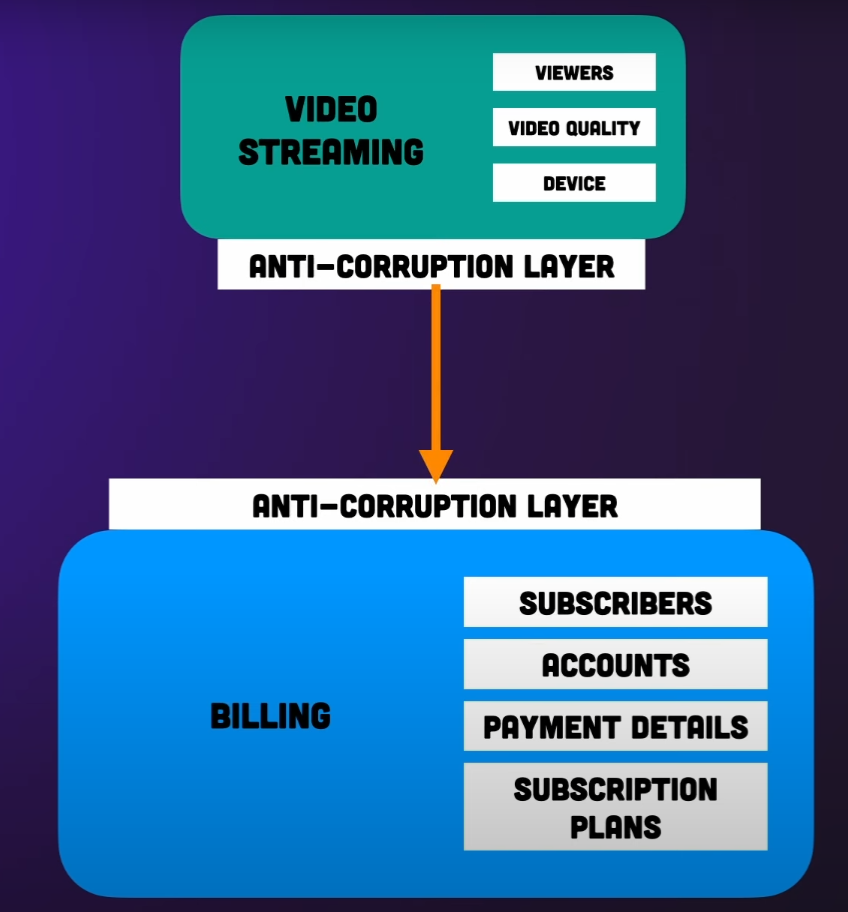 VIDEO
STREAMING
VIEWERS
VIDEO QUALITY
DEVICE
ANTI-CORRUPTION LAYER
ANTI-CORRUPTION LAYER
BILLING
SUBSCRIBERS
ACCOUNTS
PAYMENT DETAILS
SUBSCRIPTION
PLANS